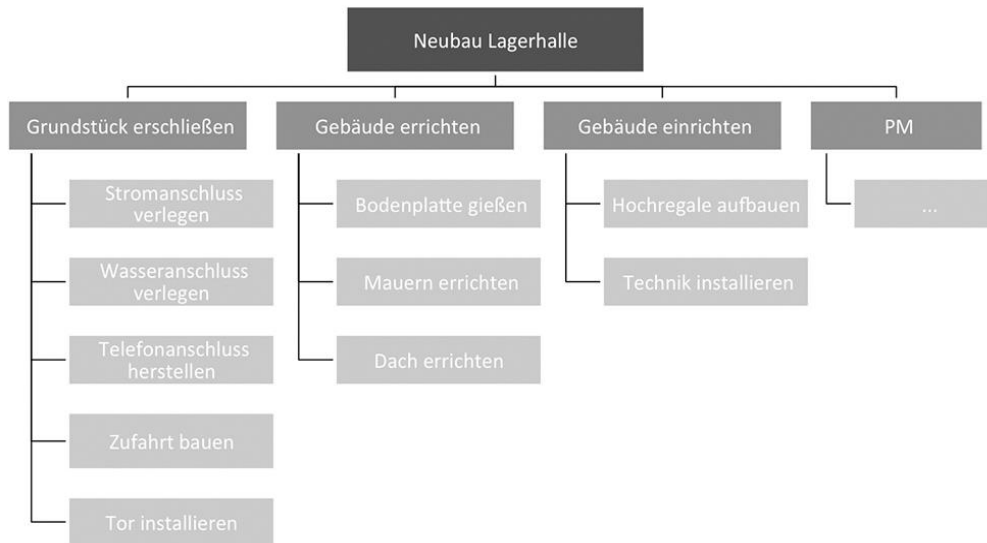 Neubau Lagerhalle
Grundstück erschließen
Gebäude errichten
Gebäude einrichten
PM
Stromanschluss
verlegen
Wasseranschluss
verlegen
Telefonanschluss
herstellen
Zufahrt bauen
Tor installieren
Bodenplatte gießen
Mauern errichten
Dach errichten
Hochregale aufbauen
Technik installieren
...